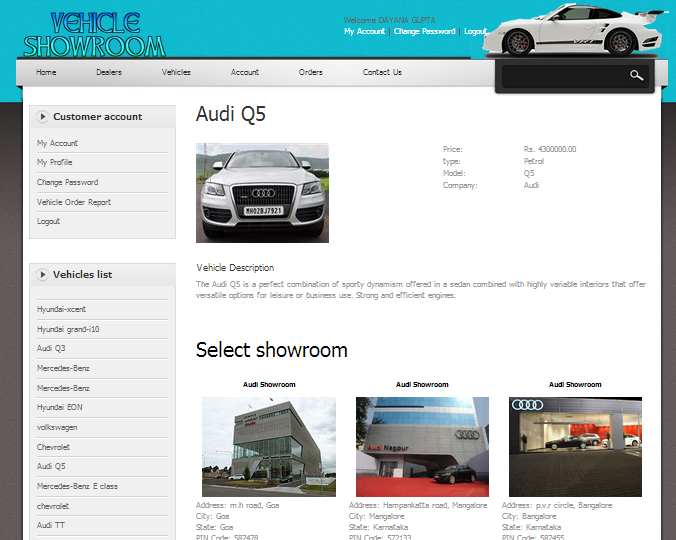 VEHICLE
SHOWROOM
Welcome DAYANA GUPTA
My Account | Change Password | Logout
Home
Dealers
Vehicles
Account
Orders
Contact Us
Customer account
My Account
My Profile
Change Password
Vehicle Order Report
Logout
Vehicles list
Hyundai-xcent
Hyundai grand-i10
Audi Q3
Mercedes-Benz
Mercedes-Benz
Hyundai EON
volkswagen
Chevrolet
Audi Q5
Mercedes-Benz E class
chevrolet
Audi TT
Audi Q5
MH02BJ7921
Price: Rs. 4300000.00
type: Petrol
Model: Q5
Company: Audi
Vehicle Description
The Audi Q5 is a perfect combination of sporty dynamism offered in a sedan combined with highly variable interiors that offer
versatile options for leisure or business use. Strong and efficient engines.
Select showroom
Audi Showroom
Address: m.h road, Goa
City: Goa
State: Goa
PIN Code: 587478
Audi Showroom
Audi Nagpur
Address: Hampankatta road, Mangalore
City: Mangalore
State: Karnataka
PIN Code: 572133
Audi Showroom
Address: p.v.r circle, Bangalore
City: Bangalore
State: Karnataka
PIN Code: 587455